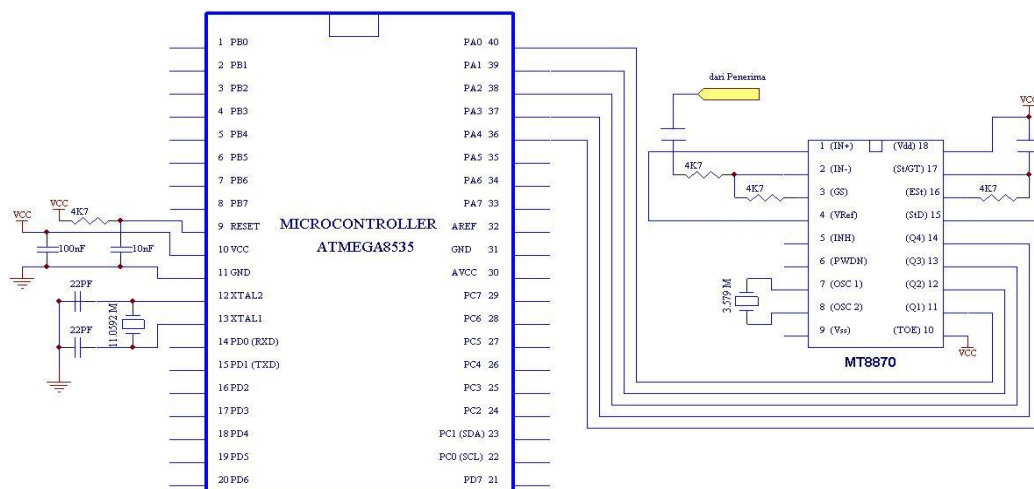 1 PB0
2 PB1
3 PB2
4 PB3
5 PB4
6 PB5
7 PB6
8 PB7
9 RESET
10 VCC
11 GND
12 XTAL2
13 XTAL1
14 PD0 (RXD)
15 PD1 (TXD)
16 PD2
17 PD3
18 PD4
19 PD5
20 PD6
MICROCONTROLLER
ATMEGA8535
PA0 40
PA1 39
PA2 38
PA3 37
PA4 36
PA5 35
PA6 34
PA7 33
AREF 32
GND 31
AVCC 30
PC7 29
PC6 28
PC5 27
PC4 26
PC3 25
PC2 24
PC1 (SDA) 23
PC0 (SCL) 22
PD7 21
VCC
VCC
4K7
100nF
10nF
22PF
22PF
11.0592 M
dari Penerima
4K7
4K7
3.579 M
1 (IN+)
2 (IN-)
3 (GS)
4 (VRef)
5 (INH)
6 (PWDN)
7 (OSC 1)
8 (OSC 2)
9 (Vss)
(Vdd) 18
(St/GT) 17
(ESt) 16
(StD) 15
(Q4) 14
(Q3) 13
(Q2) 12
(Q1) 11
(TOE) 10
MT8870
VCC
4K7
VCC